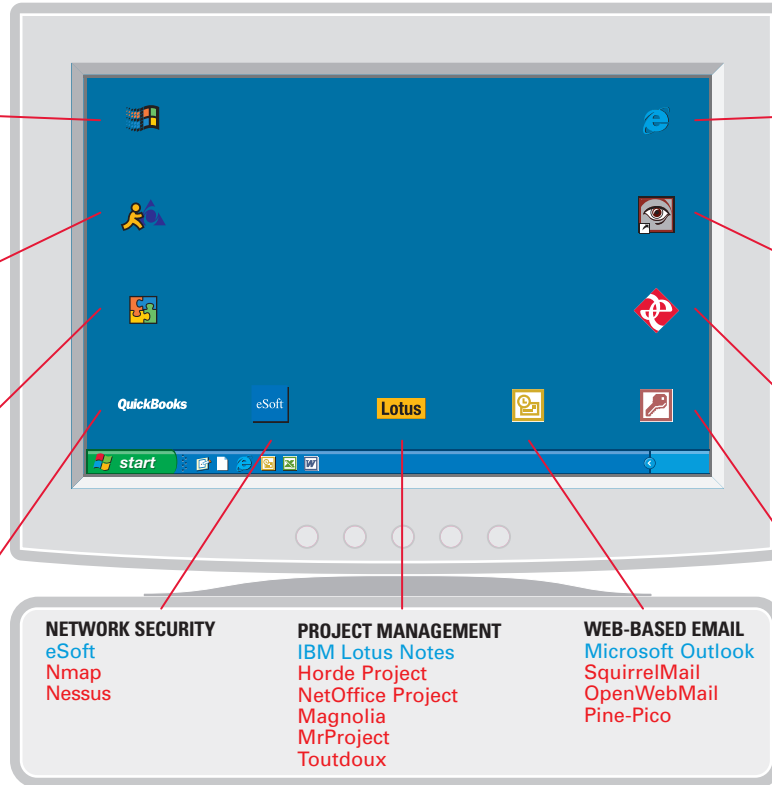 QuickBooks
eSoft
Lotus
start
NETWORK SECURITY
eSoft
Nmap
Nessus
PROJECT MANAGEMENT
IBM Lotus Notes
Horde Project
NetOffice Project
Magnolia
MrProject
Toutdoux
WEB-BASED EMAIL
Microsoft Outlook
SquirrelMail
OpenWebMail
Pine-Pico